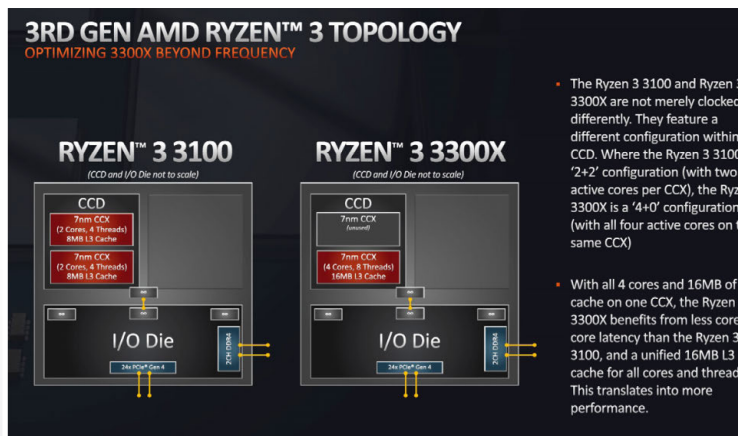 3RD GEN AMD RYZEN™ 3 TOPOLOGY
OPTIMIZING 3300X BEYOND FREQUENCY
RYZEN™ 3 3100
(CCD and I/O Die not to scale)
CCD
7nm CCX
(2 Cores, 4 Threads)
8MB L3 Cache
7nm CCX
(2 Cores, 4 Threads)
8MB L3 Cache
I/O Die
2CH DDR4
24x PCIe® Gen 4
RYZEN™ 3 3300X
(CCD and I/O Die not to scale)
CCD
7nm CCX
(unused)
7nm CCX
(4 Cores, 8 Threads)
16MB L3 Cache
I/O Die
2CH DDR4
24x PCIe® Gen 4
• The Ryzen 3 3100 and Ryzen
3300X are not merely clocked
differently. They feature a
different configuration within
CCD. Where the Ryzen 3 3100
'2+2' configuration (with two
active cores per CCX), the
3300X is a '4+0' configuration
(with all four active cores on
same CCX)
• With all 4 cores and 16MB of
cache on one CCX, the Ryzen
3300X benefits from less
core latency than the Ryzen 3
3100, and a unified 16MB L3
cache for all cores and
This translates into more
performance.